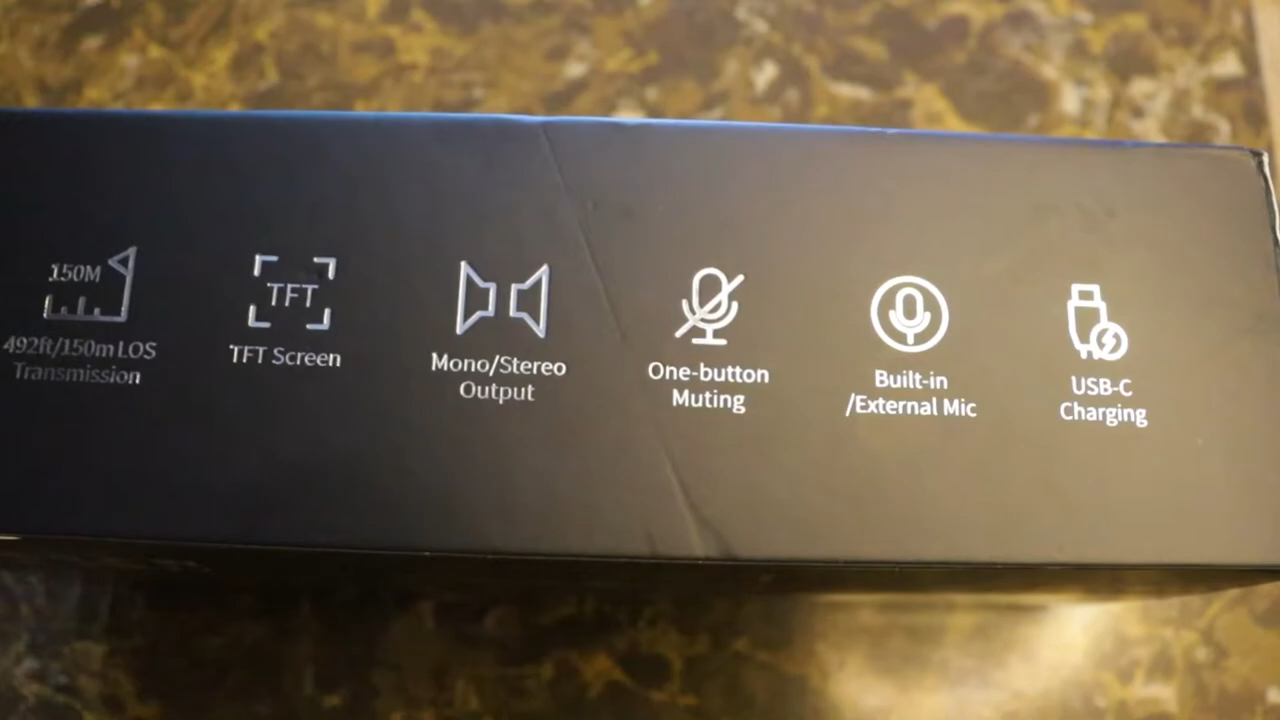 150M
492ft/150m LOS
Transmission
TFT
TFT Screen
Mono/Stereo
Output
One-button
Muting
Built-in
/External Mic
USB-C
Charging